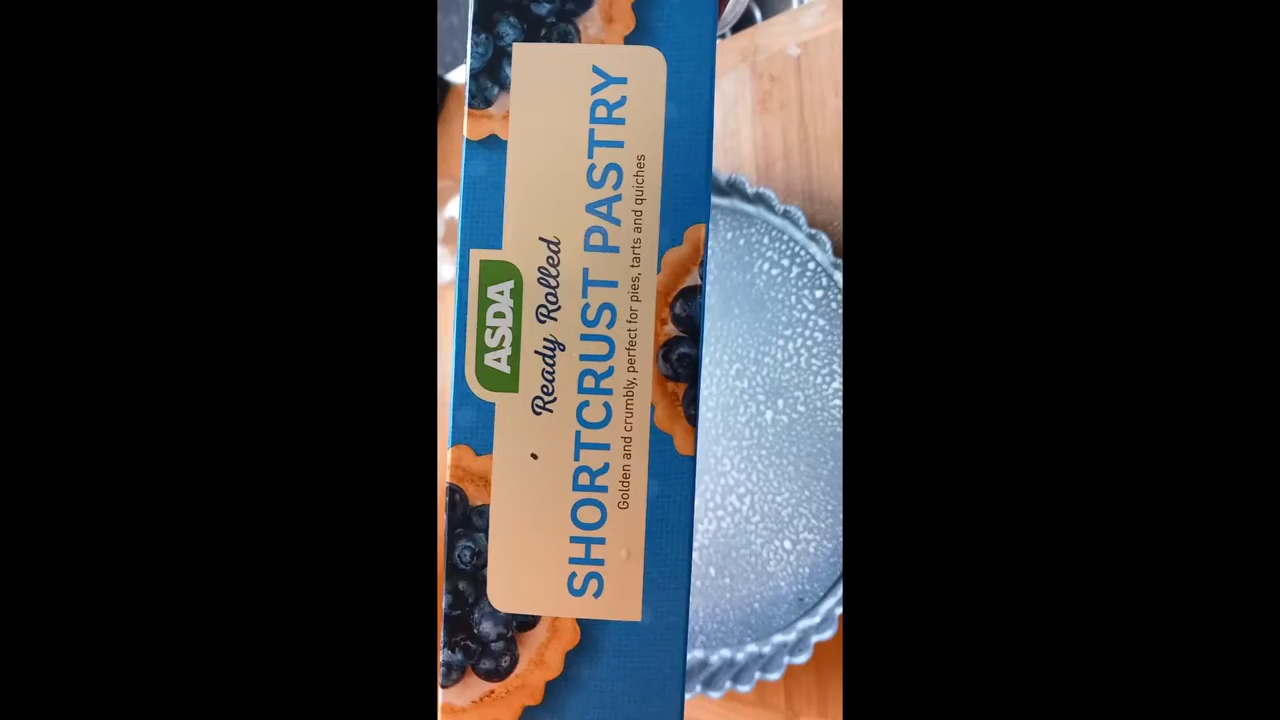 ASDA
Ready Rolled
SHORTCRUST PASTRY
Golden and crumbly, perfect for pies, tarts and quiches